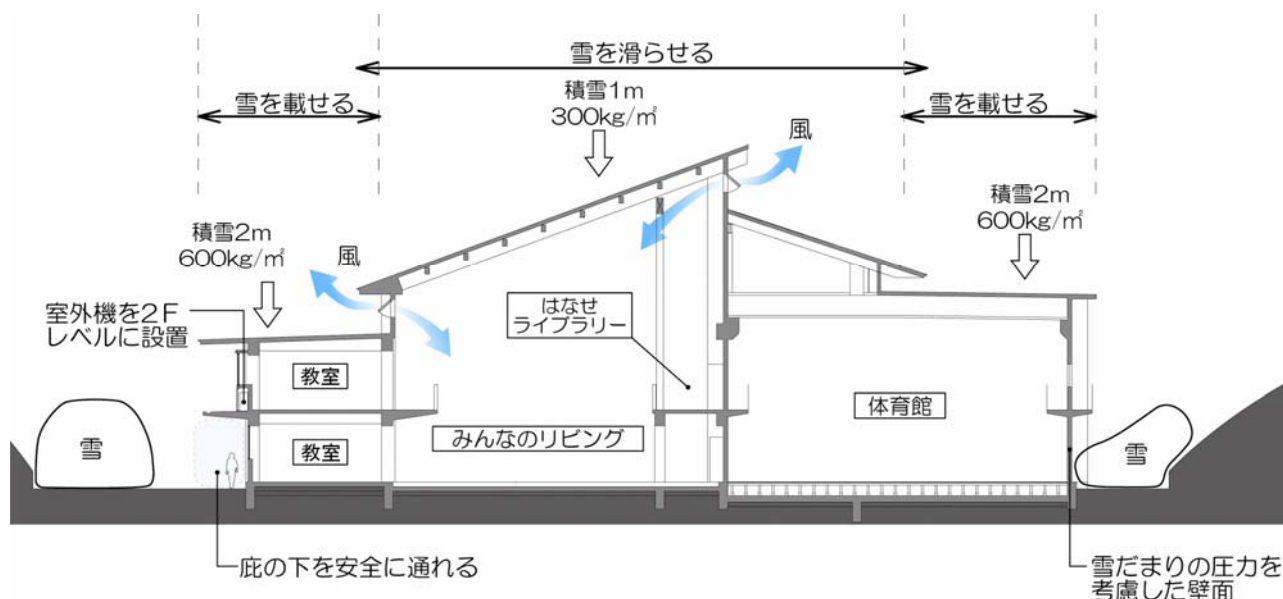 雪を滑らせる
雪を載せる
積雪1m
300kg/㎡
雪を載せる
風
積雪2m
600kg/㎡
積雪2m
600kg/㎡
風
室外機を2F
レベルに設置
はなせ
ライブラリー
教室
体育館
みんなのリビング
雪
教室
雪
庇の下を安全に通れる
雪だまりの圧力を
考慮した壁面